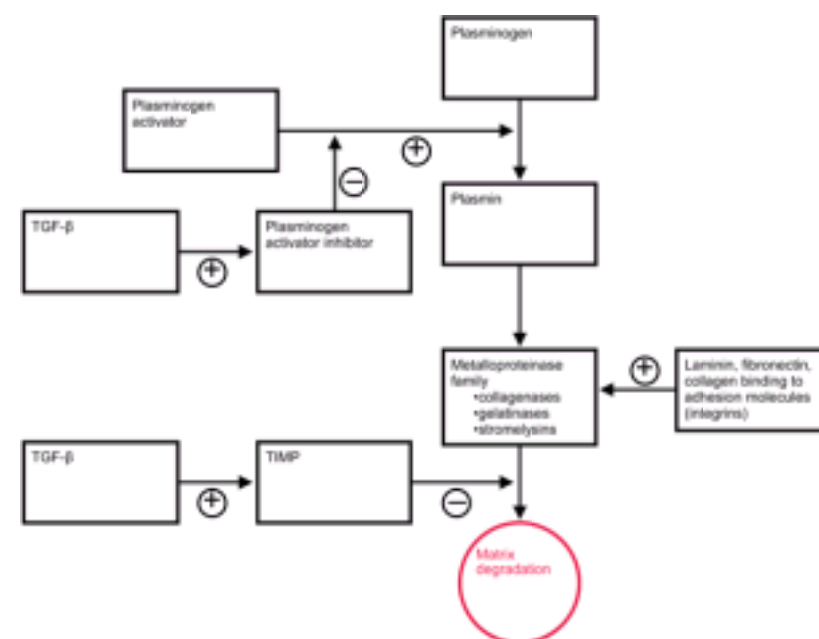 Plasminogen
Plasminogen
activator
+
−
Plasmin
TGF-β
+
Plasminogen
activator inhibitor
Metalloproteinase
family
•collagenases
•gelatinases
•stromelysins
+
Laminin, fibronectin,
collagen binding to
adhesion molecules
(integrins)
TGF-β
+
TIMP
−
Matrix
degradation